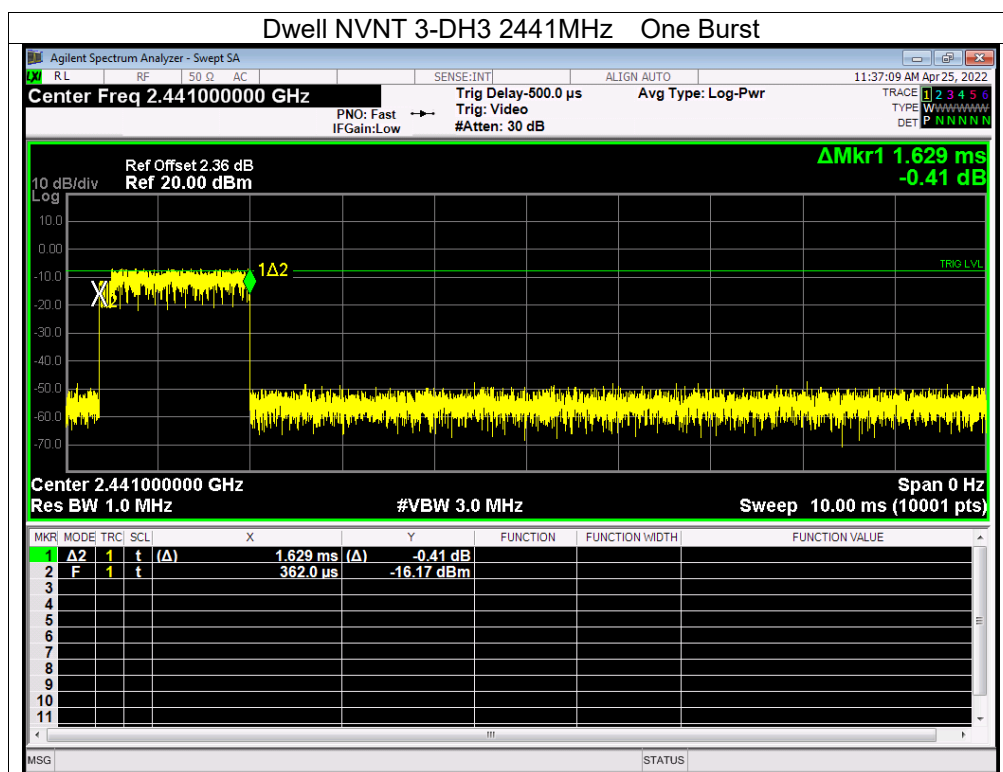 Dwell NVNT 3-DH3 2441MHz One Burst
Agilent Spectrum Analyzer - Swept SA
LXI RL RF 50 Ω AC SENSE:INT ALIGN AUTO 11:37:09 AM Apr 25, 2022
Center Freq 2.441000000 GHz PNO: Fast IFGain:Low Trig Delay-500.0 µs Trig: Video #Atten: 30 dB Avg Type: Log-Pwr TRACE 1 2 3 4 5 6
TYPE WWWWWW
DET P N N N N N
ΔMkr1 1.629 ms
-0.41 dB
Ref Offset 2.36 dB
10 dB/div Ref 20.00 dBm
Log
10.0
0.00
TRIG LVL
-10.0
1Δ2
2
-20.0
-30.0
-40.0
-50.0
-60.0
-70.0
Center 2.441000000 GHz Span 0 Hz
Res BW 1.0 MHz #VBW 3.0 MHz Sweep 10.00 ms (10001 pts)
MKR MODE TRC SCL X Y FUNCTION FUNCTION WIDTH FUNCTION VALUE
1 Δ2 1 t (Δ) 1.629 ms (Δ) -0.41 dB
2 F 1 t 362.0 µs -16.17 dBm
3
4
5
6
7
8
9
10
11
MSG STATUS